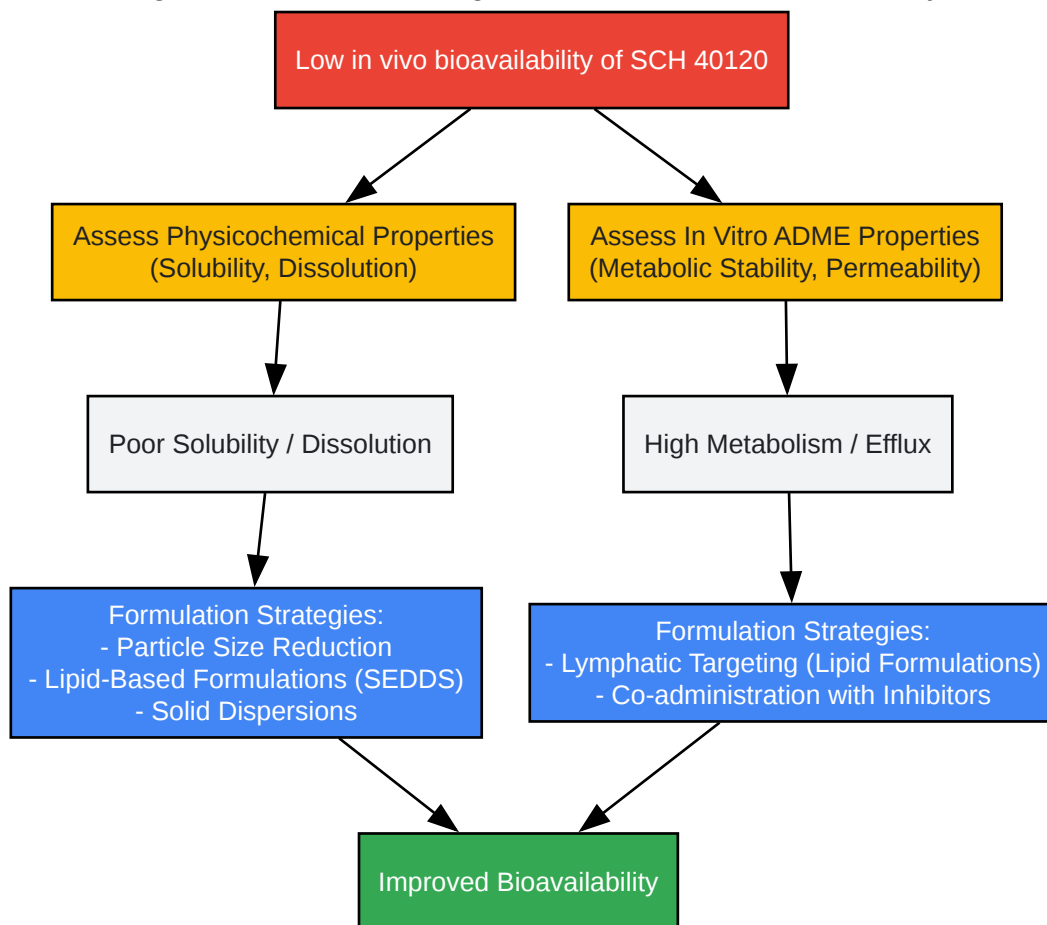 Low in vivo bioavailability of SCH 40120
Assess Physicochemical Properties
(Solubility, Dissolution)
Assess In Vitro ADME Properties
(Metabolic Stability, Permeability)
Poor Solubility / Dissolution
High Metabolism / Efflux
Formulation Strategies:
- Particle Size Reduction
- Lipid-Based Formulations (SEDDS)
- Solid Dispersions
Formulation Strategies:
- Lymphatic Targeting (Lipid Formulations)
- Co-administration with Inhibitors
Improved Bioavailability